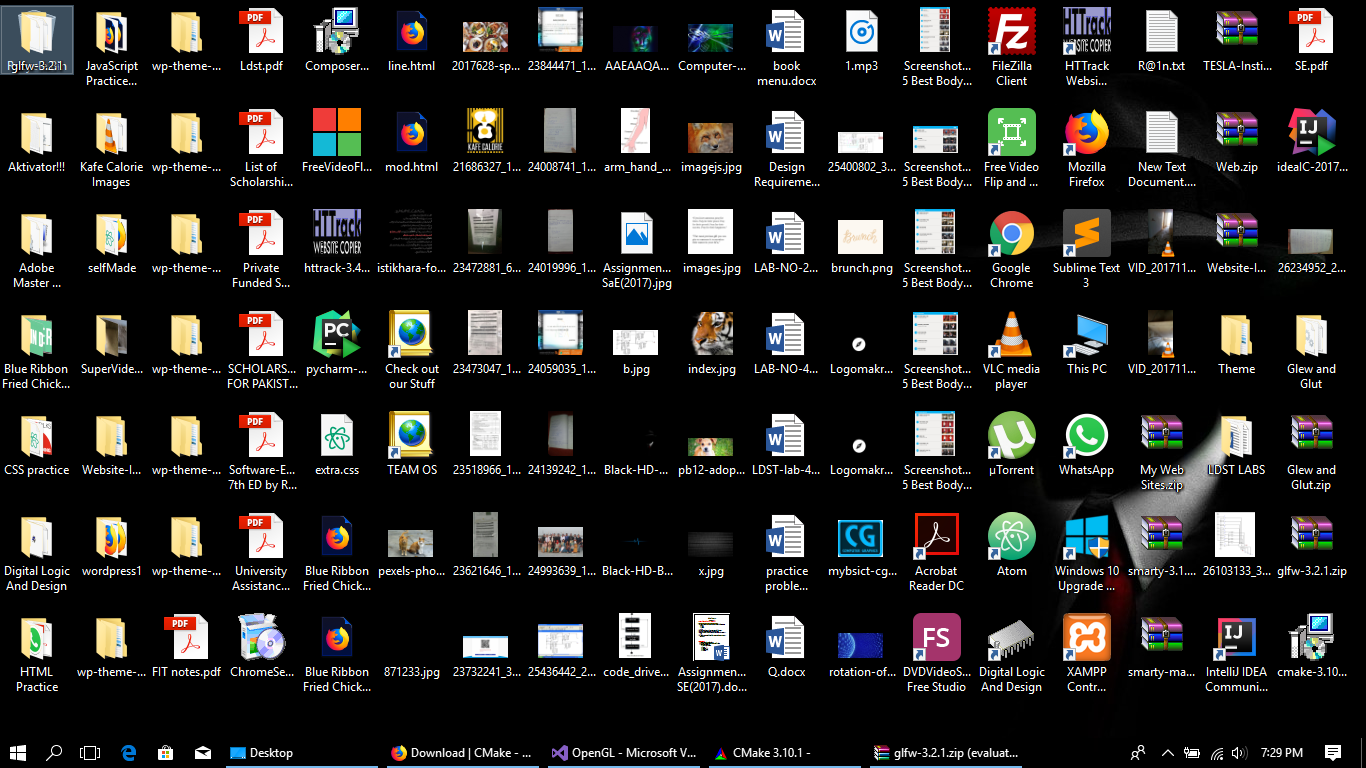 glfw-3.2.1
JavaScript Practice...
wp-theme-...
Ldst.pdf
Composer...
line.html
2017628-sp...
23844471_1...
AAEAAQA...
Computer-...
book
menu.docx
1.mp3
Screenshot...
5 Best Body...
FileZilla
Client
HTTrack
Websi...
R@1n.txt
TESLA-Insti...
SE.pdf
Aktivator!!!
Kafe Calorie
Images
wp-theme-...
List of
Scholarshi...
FreeVideoFl...
mod.html
21686327_1...
24008741_1...
arm_hand_...
imagejs.jpg
Design
Requireme...
25400802_3...
Screenshot...
5 Best Body...
Free Video
Flip and ...
Mozilla
Firefox
New Text
Document....
Web.zip
ideaIC-2017...
Adobe
Master ...
selfMade
wp-theme-...
Private
Funded S...
httrack-3.4...
istikhara-fo...
23472881_6...
24019996_1...
Assignmen...
SaE(2017).jpg
images.jpg
LAB-NO-2...
brunch.png
Screenshot...
5 Best Body...
Google
Chrome
Sublime Text
3
VID_201711...
Website-I...
26234952_2...
Blue Ribbon
Fried Chick...
SuperVide...
wp-theme-...
SCHOLARS...
FOR PAKIST...
pycharm-...
Check out
our Stuff
23473047_1...
24059035_1...
b.jpg
index.jpg
LAB-NO-4...
Logomakr...
Screenshot...
5 Best Body...
VLC media
player
This PC
VID_201711...
Theme
Glew and
Glut
CSS practice
Website-I...
wp-theme-...
Software-E...
7th ED by R...
extra.css
TEAM OS
23518966_1...
24139242_1...
Black-HD-...
pb12-adop...
LDST-lab-4...
Logomakr...
Screenshot...
5 Best Body...
µTorrent
WhatsApp
My Web
Sites.zip
LDST LABS
Glew and
Glut.zip
Digital Logic
And Design
wordpress1
wp-theme-...
University
Assistanc...
Blue Ribbon
Fried Chick...
pexels-pho...
23621646_1...
24993639_1...
Black-HD-B...
x.jpg
practice
proble...
mybsict-cg...
Acrobat
Reader DC
Atom
Windows 10
Upgrade ...
smarty-3.1....
26103133_3...
glfw-3.2.1.zip
HTML
Practice
wp-theme-...
FIT notes.pdf
ChromeSe...
Blue Ribbon
Fried Chick...
871233.jpg
23732241_3...
25436442_2...
code_drive...
Assignmen...
SE(2017).do...
Q.docx
rotation-of...
DVDVideoS...
Free Studio
Digital Logic
And Design
XAMPP
Contr...
smarty-ma...
IntelliJ IDEA
Communi...
cmake-3.10...
Desktop
Download | CMake - ...
OpenGL - Microsoft V...
CMake 3.10.1 -
glfw-3.2.1.zip (evaluat...
7:29 PM